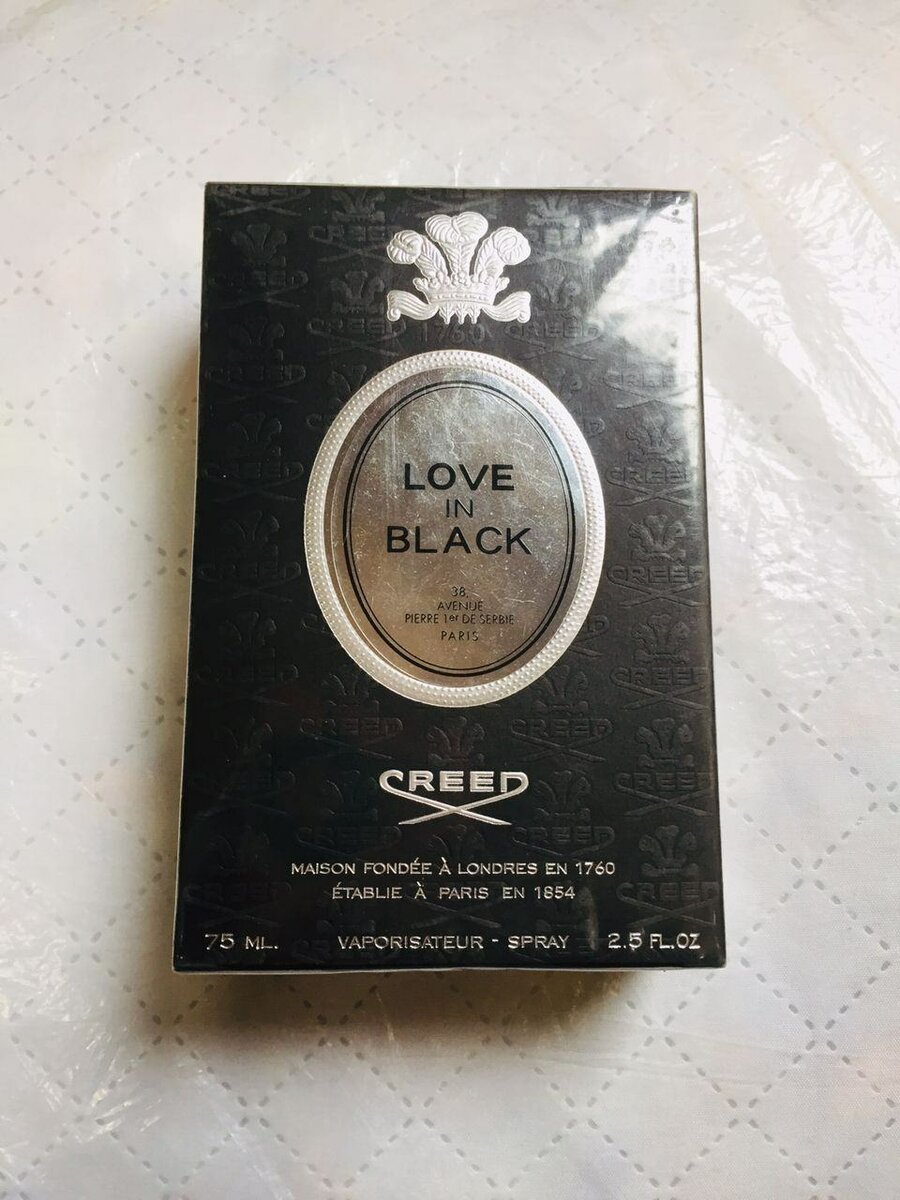 1760
LOVE
IN
BLACK
38,
AVENUE
PIERRE 1er DE SERBIE
PARIS
CREED
MAISON FONDÉE À LONDRES EN 1760
ÉTABLIE À PARIS EN 1854
75 ML. VAPORISATEUR - SPRAY 2.5 FL.OZ